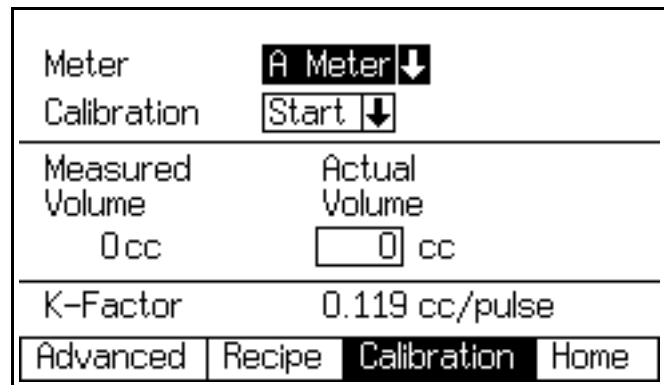 Meter A Meter
Calibration Start
Measured Actual
Volume Volume
0 cc 0 cc
K-Factor 0.119 cc/pulse
Advanced Recipe Calibration Home